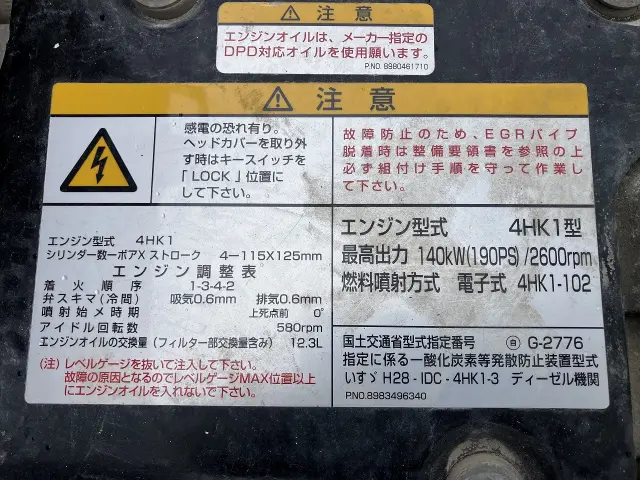 ⚠ 注意
エンジンオイルは、メーカー指定の
DPD対応オイルを使用願います。
P.NO. 8980461710
⚠ 注意
感電の恐れ有り。
ヘッドカバーを取り外
す時はキースイッチを
「LOCK」位置に
して下さい。
故障防止のため、EGRパイプ
脱着時は整備要領書を参照の上
必ず組付け手順を守って作業し
て下さい。
エンジン型式 4HK1
シリンダー数ーボアX ストローク 4ー115X125mm
エンジン調整表
着火順序 1-3-4-2
弁スキマ(冷間) 吸気0.6mm 排気0.6mm
噴射始メ時期 上死点前 0°
アイドル回転数 580rpm
エンジンオイルの交換量(フィルター部交換量含み) 12.3L
(注) レベルゲージを抜いて注入して下さい。
故障の原因となるのでレベルゲージMAX位置以上
にエンジンオイルを入れないで下さい。
エンジン型式 4HK1型
最高出力 140kW(190PS) /2600rpm
燃料噴射方式 電子式 4HK1-102
国土交通省型式指定番号 ㊐ G-2776
指定に係る一酸化炭素等発散防止装置型式
いすゞ H28 - IDC - 4HK1-3 ディーゼル機関
P.NO. 8983496340